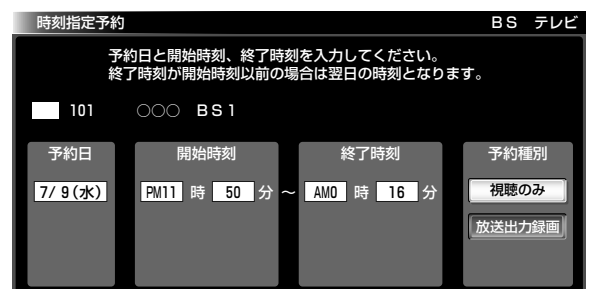 時刻指定予約 BS テレビ
予約日と開始時刻、終了時刻を入力してください。
終了時刻が開始時刻以前の場合は翌日の時刻となります。
101 ○○○ BS1
予約日 開始時刻 終了時刻 予約種別
7/ 9(水) PM11 時 50 分 ～ AM0 時 16 分 視聴のみ
放送出力録画